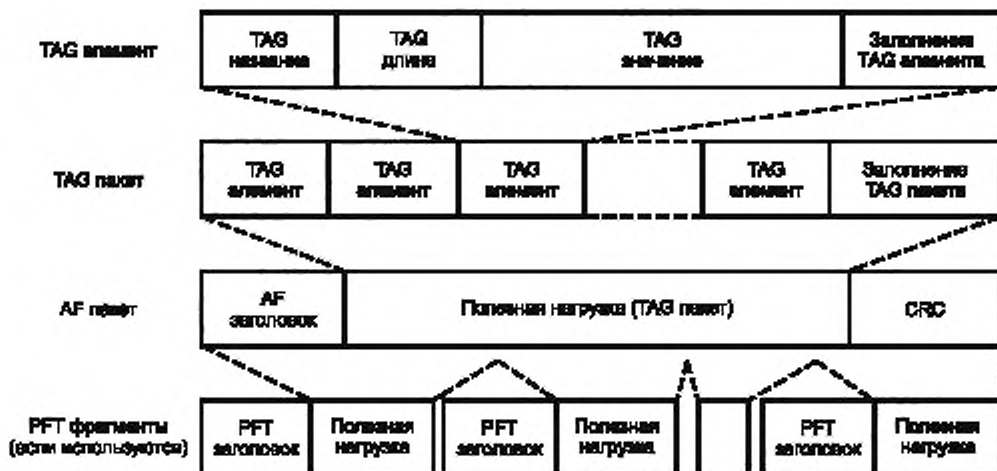 TAG элемент
TAG
название
TAG
длина
TAG
значение
Заполнение
TAG элемента
TAG пакет
TAG
элемент
TAG
элемент
TAG
элемент
TAG
элемент
Заполнение
TAG пакета
AF пакет
AF
заголовок
Полезная нагрузка (TAG пакет)
CRC
PFT фрагменты
(если используются)
PFT
заголовок
Полезная
нагрузка
PFT
заголовок
Полезная
нагрузка
PFT
заголовок
Полезная
нагрузка